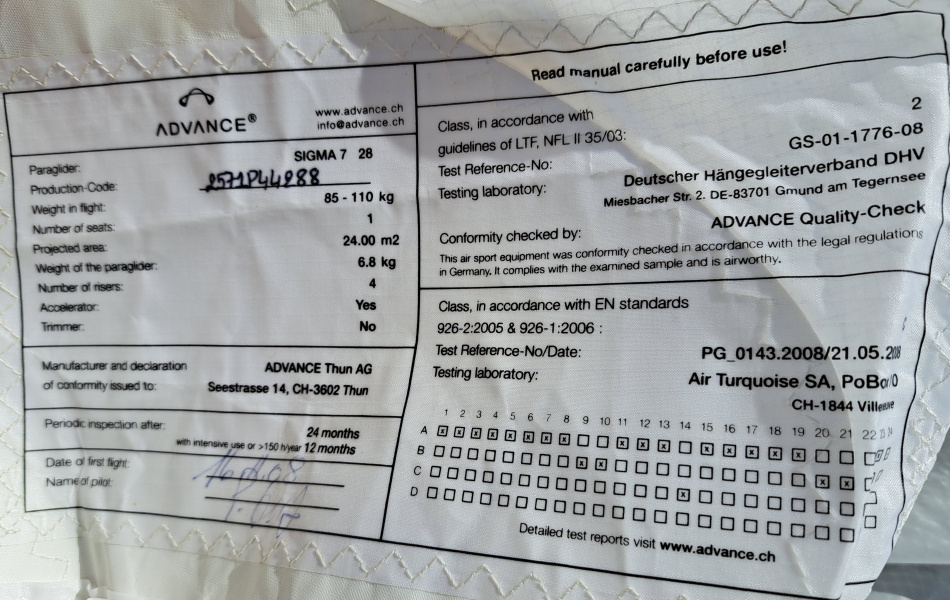 ADVANCE®
www.advance.ch
info@advance.ch
Paraglider: SIGMA 7 28
Production-Code: 2571P44288
Weight in flight: 85 - 110 kg
Number of seats: 1
Projected area: 24.00 m2
Weight of the paraglider: 6.8 kg
Number of risers: 4
Accelerator: Yes
Trimmer: No
Manufacturer and declaration ADVANCE Thun AG
of conformity issued to: Seestrasse 14, CH-3602 Thun
Periodic inspection after: 24 months
with intensive use or >150 h/year 12 months
Date of first flight:
Name of pilot:
Read manual carefully before use!
Class, in accordance with 2
guidelines of LTF, NFL II 35/03:
Test Reference-No: GS-01-1776-08
Testing laboratory: Deutscher Hängegleiterverband DHV
Miesbacher Str. 2. DE-83701 Gmund am Tegernsee
Conformity checked by: ADVANCE Quality-Check
This air sport equipment was conformity checked in accordance with the legal regulations
in Germany. It complies with the examined sample and is airworthy.
Class, in accordance with EN standards
926-2:2005 & 926-1:2006 :
Test Reference-No/Date: PG_0143.2008/21.05.2008
Testing laboratory: Air Turquoise SA,
CH-1844
1 2 3 4 5 6 7 8 9 10 11 12 13 14 15 16 17 18 19 20 21 22 23 24
A
B
C
D
Detailed test reports visit www.advance.ch